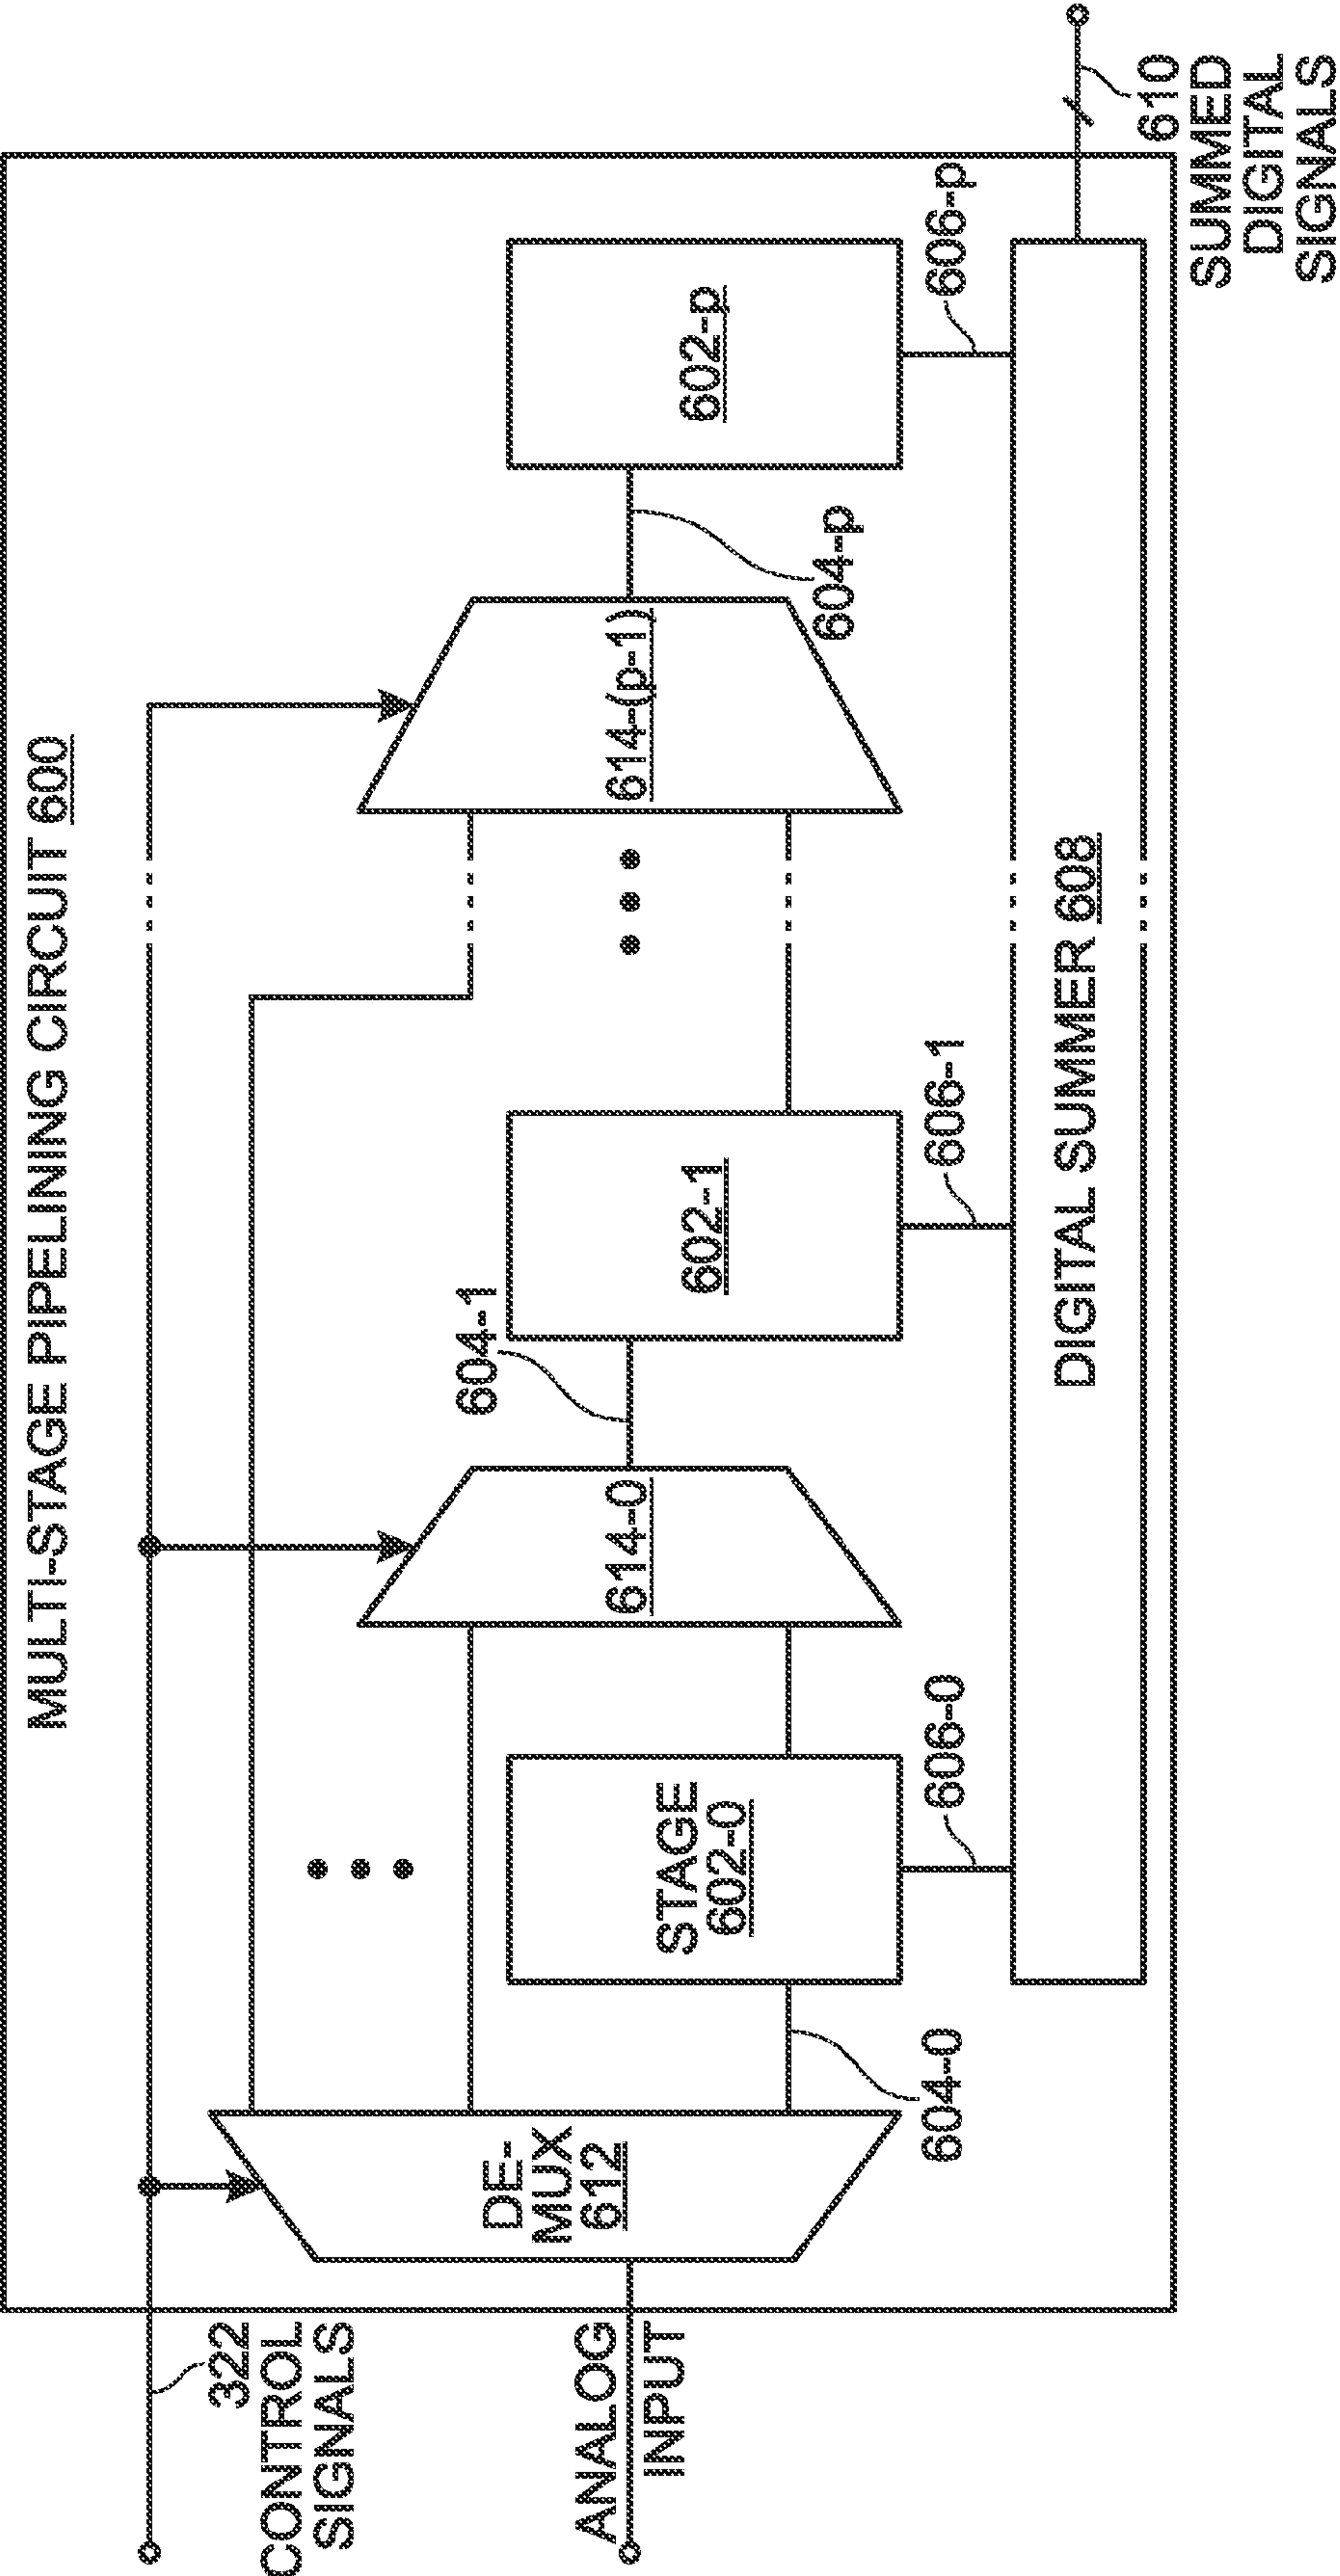 MULTI-STAGE PIPELINING CIRCUIT 600
322
CONTROL
SIGNALS
ANALOG
INPUT
DE-
MUX
612
604-0
STAGE
602-0
606-0
614-0
604-1
602-1
606-1
614-(p-1)
604-p
602-p
606-p
DIGITAL SUMMER 608
610
SUMMED
DIGITAL
SIGNALS